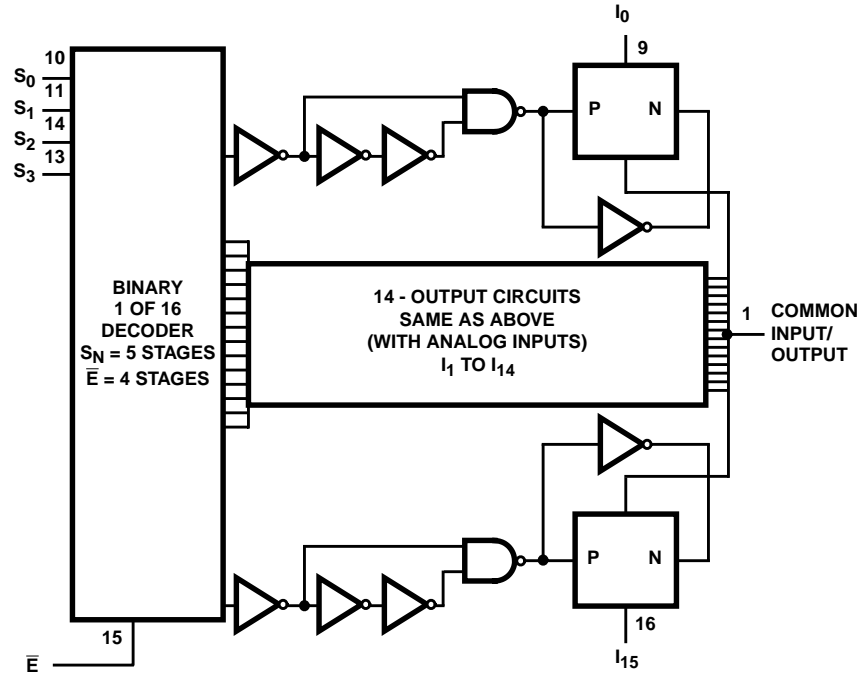 I0
9
10
S0
11
S1
14
S2
13
S3
P N
BINARY
1 OF 16
DECODER
SN = 5 STAGES
E̅ = 4 STAGES
14 - OUTPUT CIRCUITS
SAME AS ABOVE
(WITH ANALOG INPUTS)
I1 TO I14
1
COMMON
INPUT/
OUTPUT
P N
15
16
E̅
I15